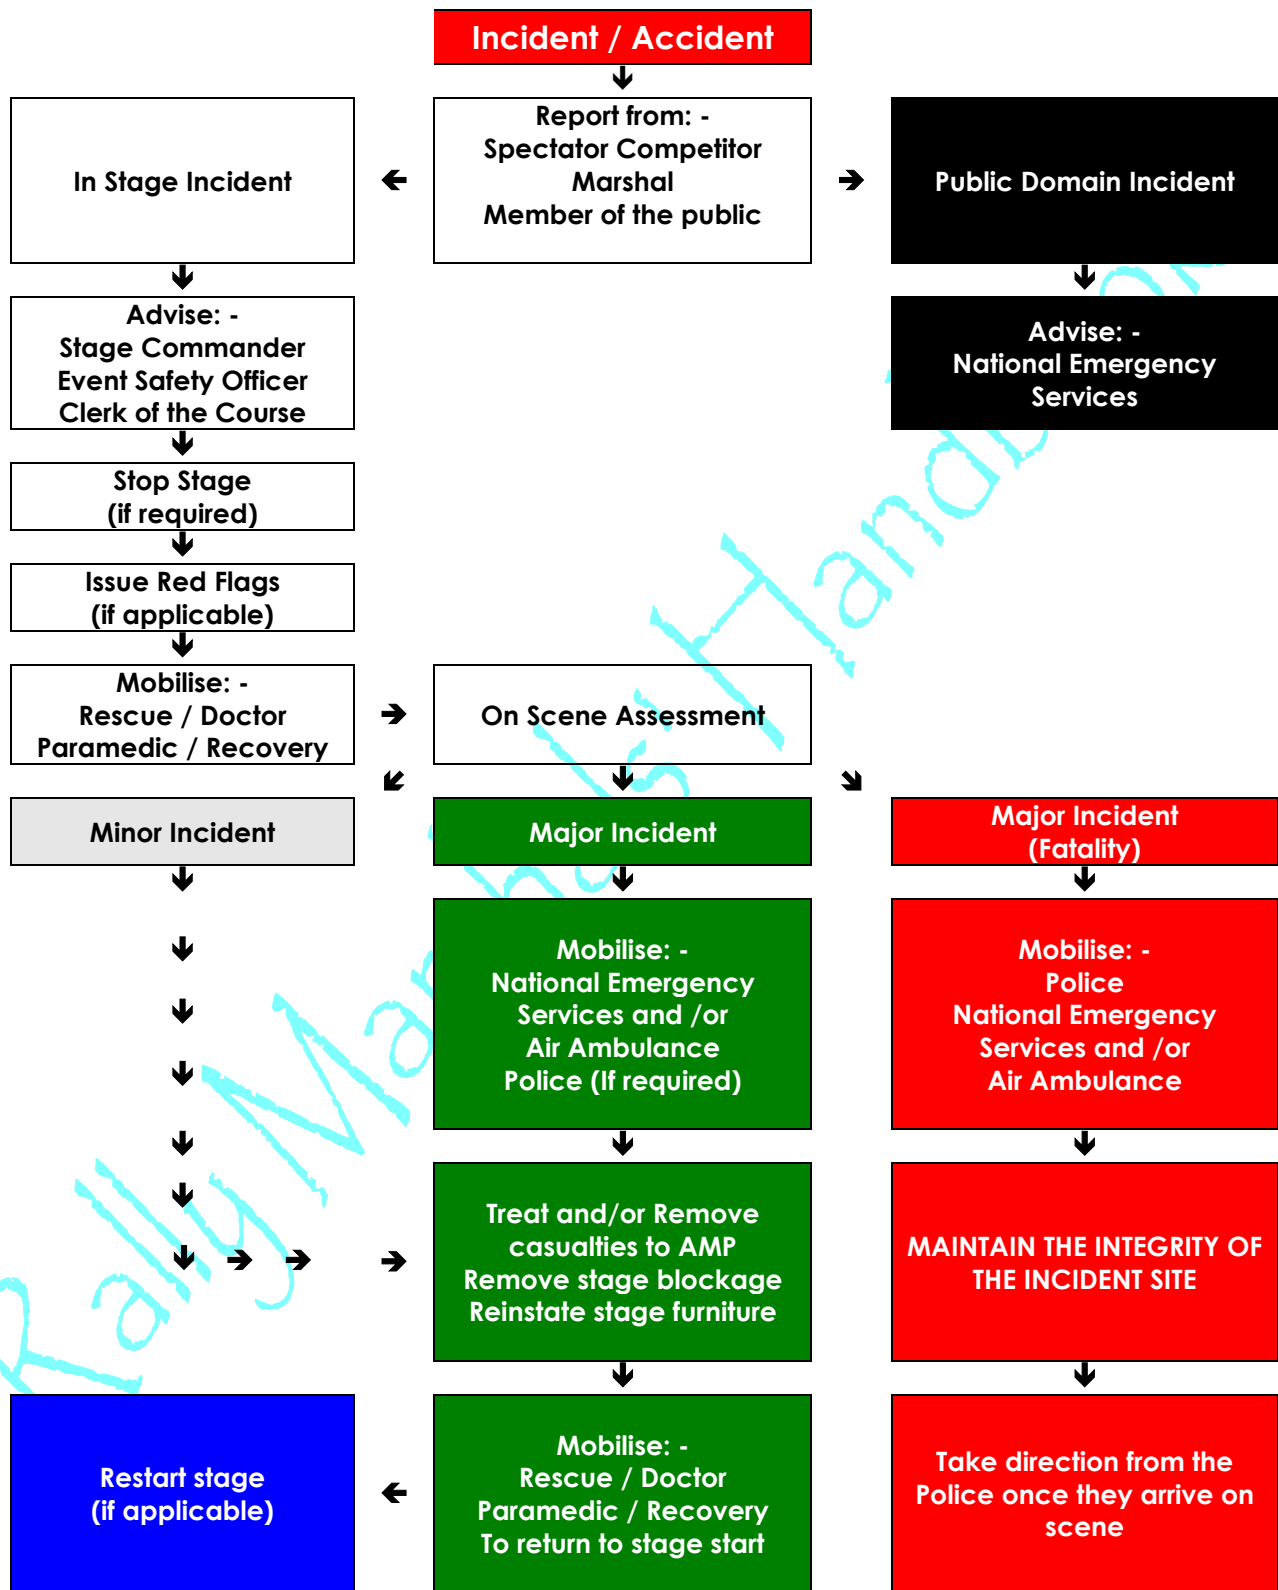 Incident / Accident
Report from: -
Spectator Competitor
Marshal
Member of the public
In Stage Incident
Public Domain Incident
Advise: -
Stage Commander
Event Safety Officer
Clerk of the Course
Advise: -
National Emergency
Services
Stop Stage
(if required)
Issue Red Flags
(if applicable)
Mobilise: -
Rescue / Doctor
Paramedic / Recovery
On Scene Assessment
Minor Incident
Major Incident
Major Incident
(Fatality)
Mobilise: -
National Emergency
Services and /or
Air Ambulance
Police (If required)
Mobilise: -
Police
National Emergency
Services and /or
Air Ambulance
Treat and/or Remove
casualties to AMP
Remove stage blockage
Reinstate stage furniture
MAINTAIN THE INTEGRITY OF
THE INCIDENT SITE
Restart stage
(if applicable)
Mobilise: -
Rescue / Doctor
Paramedic / Recovery
To return to stage start
Take direction from the
Police once they arrive on
scene
Rally Marshals' Handbook